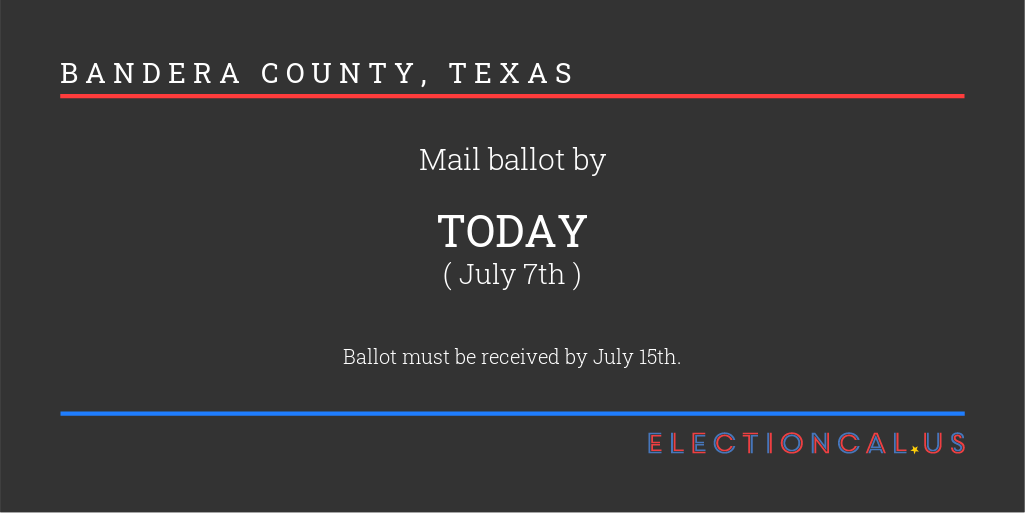 BANDERA COUNTY, TEXAS
Mail ballot by
TODAY
( July 7th )
Ballot must be received by July 15th.
ELECTIONCAL.US